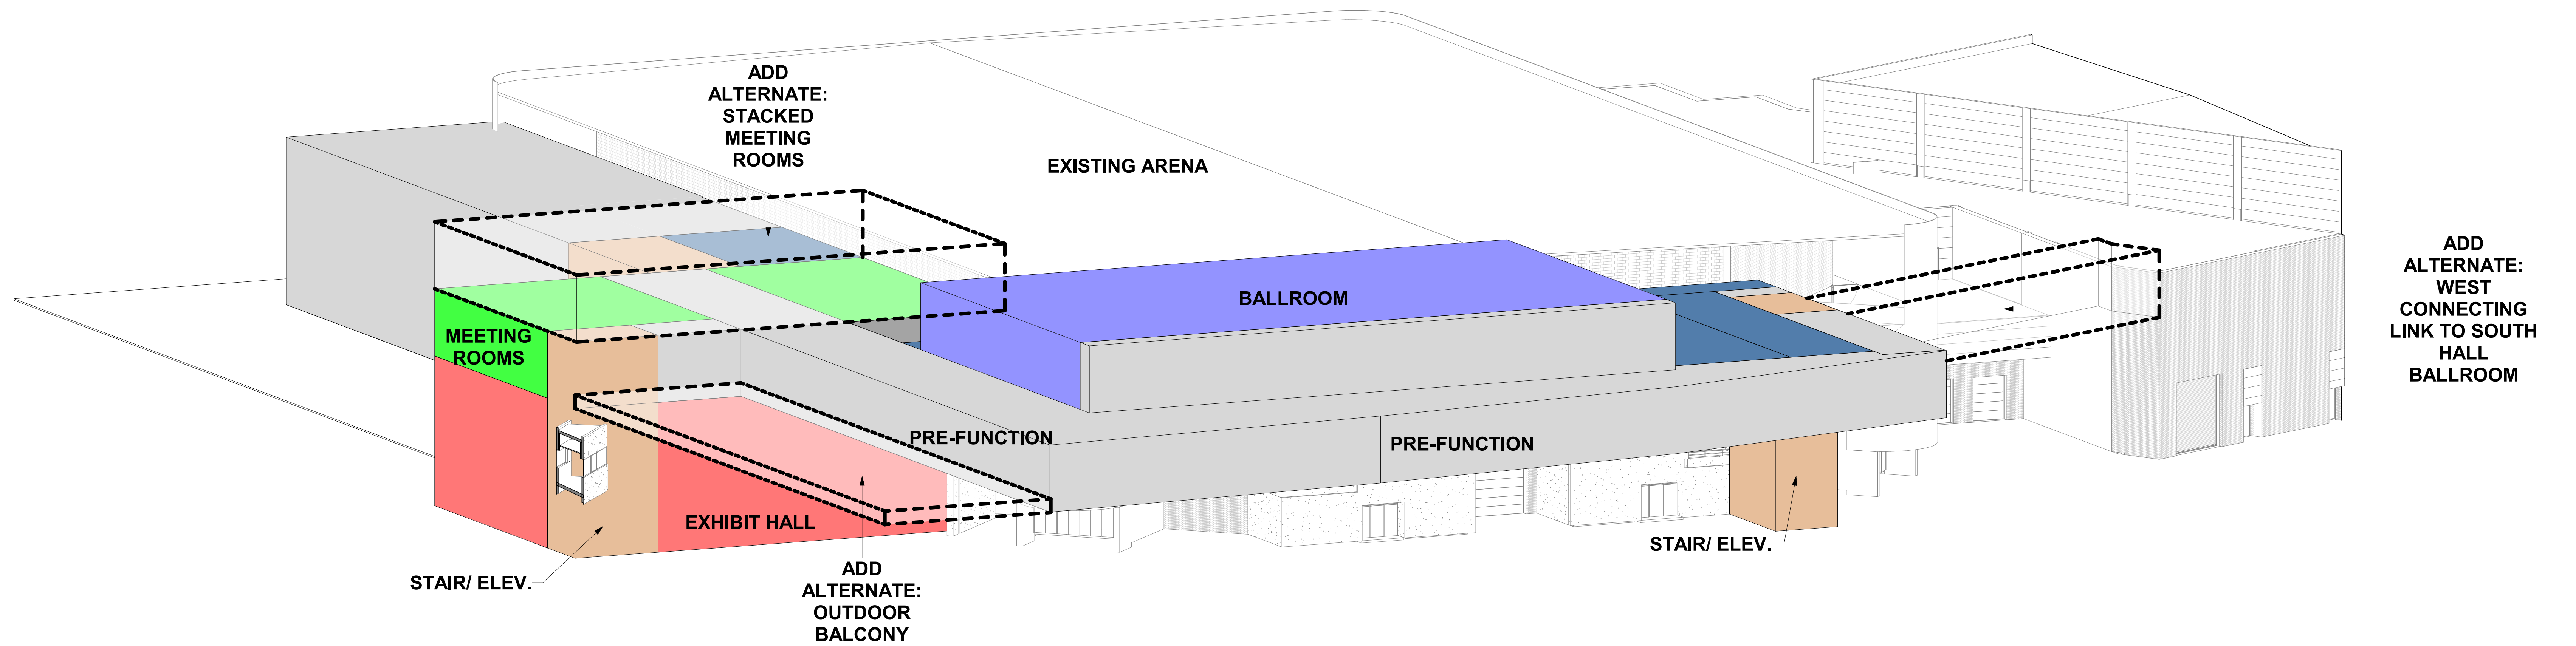 ADD
ALTERNATE:
STACKED
MEETING
ROOMS
EXISTING ARENA
BALLROOM
ADD
ALTERNATE:
WEST
CONNECTING
LINK TO SOUTH
HALL
BALLROOM
MEETING
ROOMS
PRE-FUNCTION
PRE-FUNCTION
EXHIBIT HALL
STAIR/ ELEV.
STAIR/ ELEV.
ADD
ALTERNATE:
OUTDOOR
BALCONY